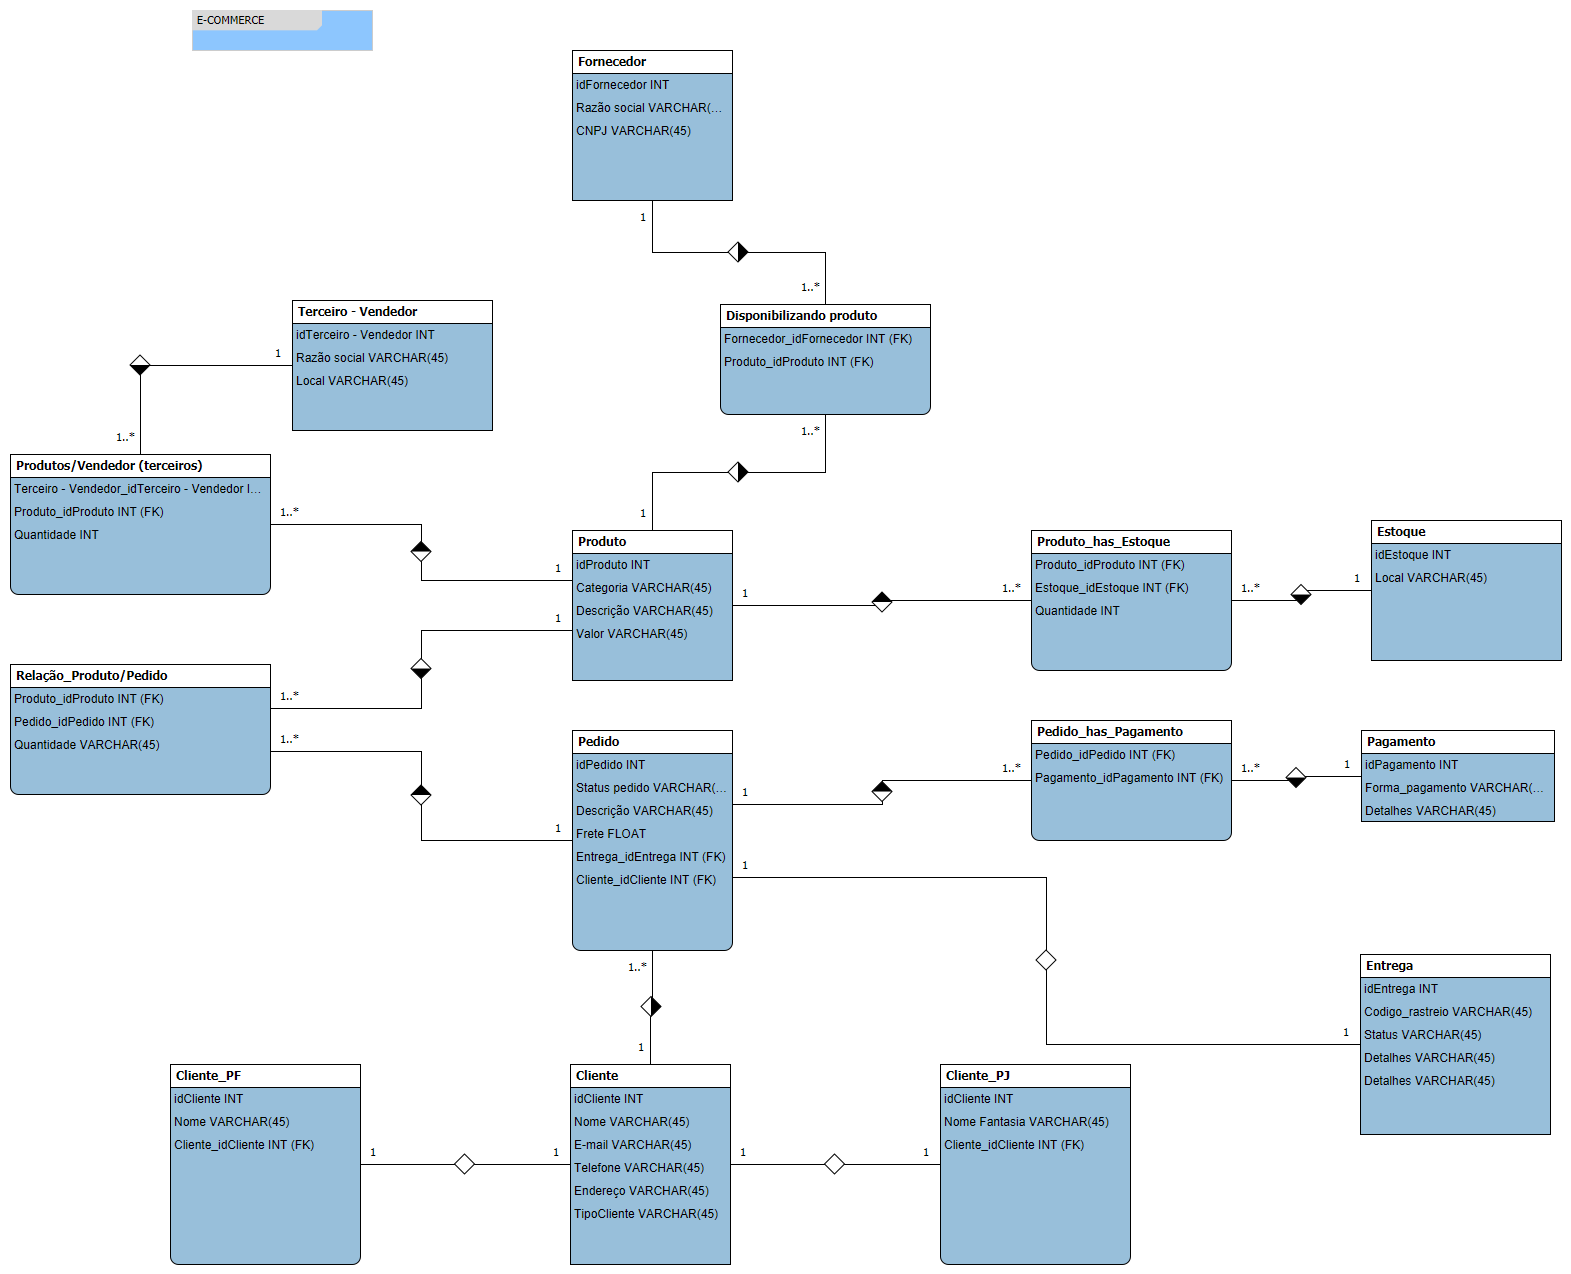 E-COMMERCE
Fornecedor
idFornecedor INT
Razão social VARCHAR(...
CNPJ VARCHAR(45)
1
1..*
Terceiro - Vendedor
idTerceiro - Vendedor INT
Razão social VARCHAR(45)
Local VARCHAR(45)
1
1..*
Disponibilizando produto
Fornecedor_idFornecedor INT (FK)
Produto_idProduto INT (FK)
1..*
1
Produtos/Vendedor (terceiros)
Terceiro - Vendedor_idTerceiro - Vendedor I...
Produto_idProduto INT (FK)
Quantidade INT
1..*
1
Produto
idProduto INT
Categoria VARCHAR(45)
Descrição VARCHAR(45)
Valor VARCHAR(45)
1
1
1..*
Produto_has_Estoque
Produto_idProduto INT (FK)
Estoque_idEstoque INT (FK)
Quantidade INT
1..*
1
Estoque
idEstoque INT
Local VARCHAR(45)
Relação_Produto/Pedido
Produto_idProduto INT (FK)
Pedido_idPedido INT (FK)
Quantidade VARCHAR(45)
1..*
1..*
1
Pedido
idPedido INT
Status pedido VARCHAR(...
Descrição VARCHAR(45)
Frete FLOAT
Entrega_idEntrega INT (FK)
Cliente_idCliente INT (FK)
1
1..*
Pedido_has_Pagamento
Pedido_idPedido INT (FK)
Pagamento_idPagamento INT (FK)
1..*
1
Pagamento
idPagamento INT
Forma_pagamento VARCHAR(...
Detalhes VARCHAR(45)
1
1
Entrega
idEntrega INT
Codigo_rastreio VARCHAR(45)
Status VARCHAR(45)
Detalhes VARCHAR(45)
Detalhes VARCHAR(45)
1..*
1
Cliente_PF
idCliente INT
Nome VARCHAR(45)
Cliente_idCliente INT (FK)
1
1
Cliente
idCliente INT
Nome VARCHAR(45)
E-mail VARCHAR(45)
Telefone VARCHAR(45)
Endereço VARCHAR(45)
TipoCliente VARCHAR(45)
1
1
Cliente_PJ
idCliente INT
Nome Fantasia VARCHAR(45)
Cliente_idCliente INT (FK)